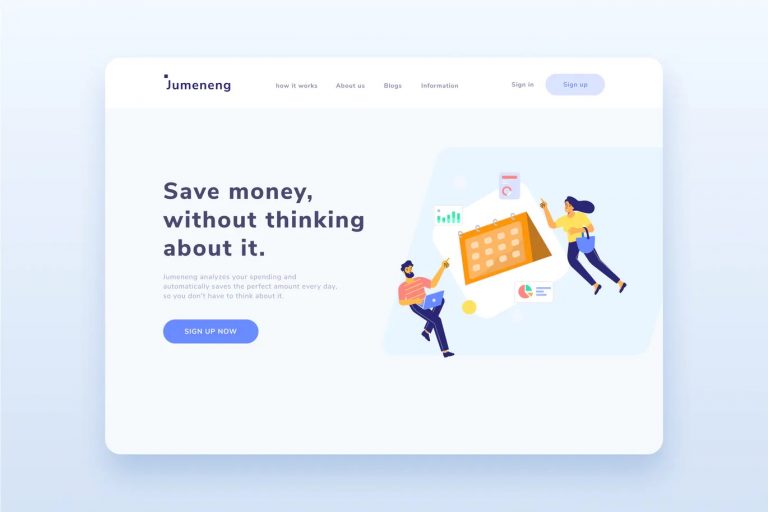 Jumeneng
how it works
About us
Blogs
Information
Sign in
Sign up
Save money,
without thinking
about it.
Jumeneng analyzes your spending and
automatically saves the perfect amount every day,
so you don't have to think about it.
SIGN UP NOW